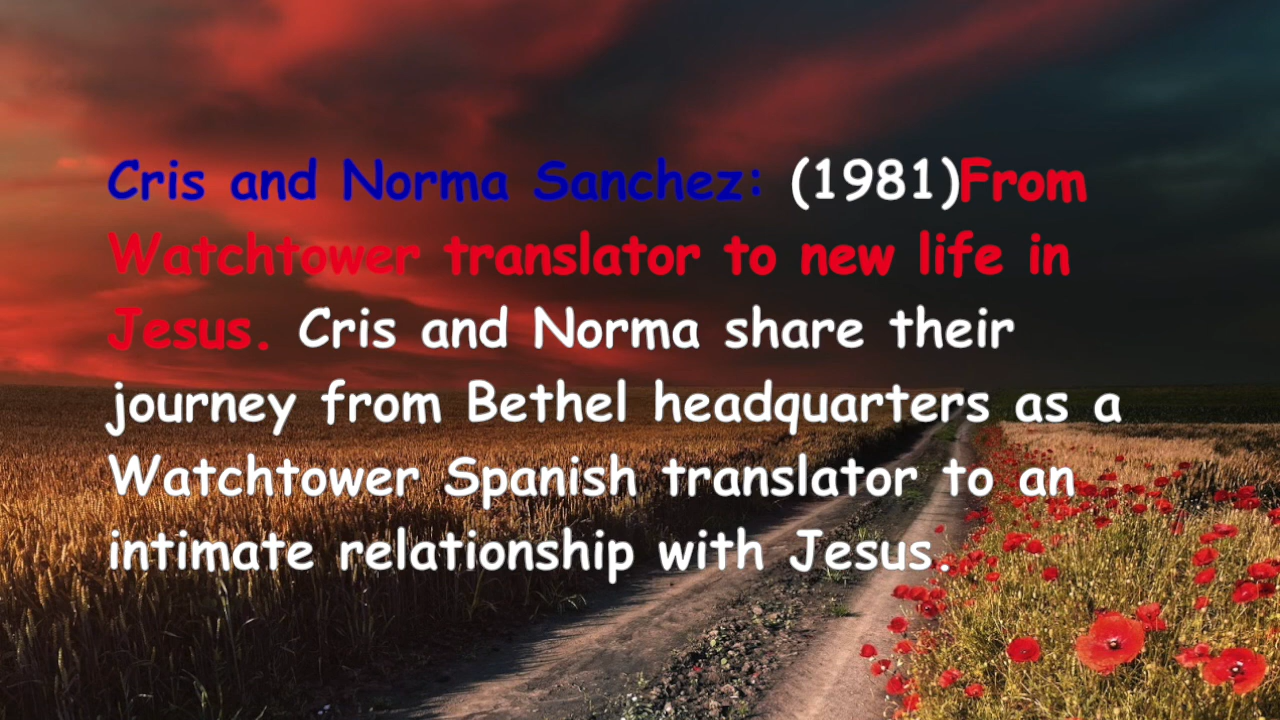 Cris and Norma Sanchez: (1981)From
Watchtower translator to new life in
Jesus. Cris and Norma share their
journey from Bethel headquarters as a
Watchtower Spanish translator to an
intimate relationship with Jesus.